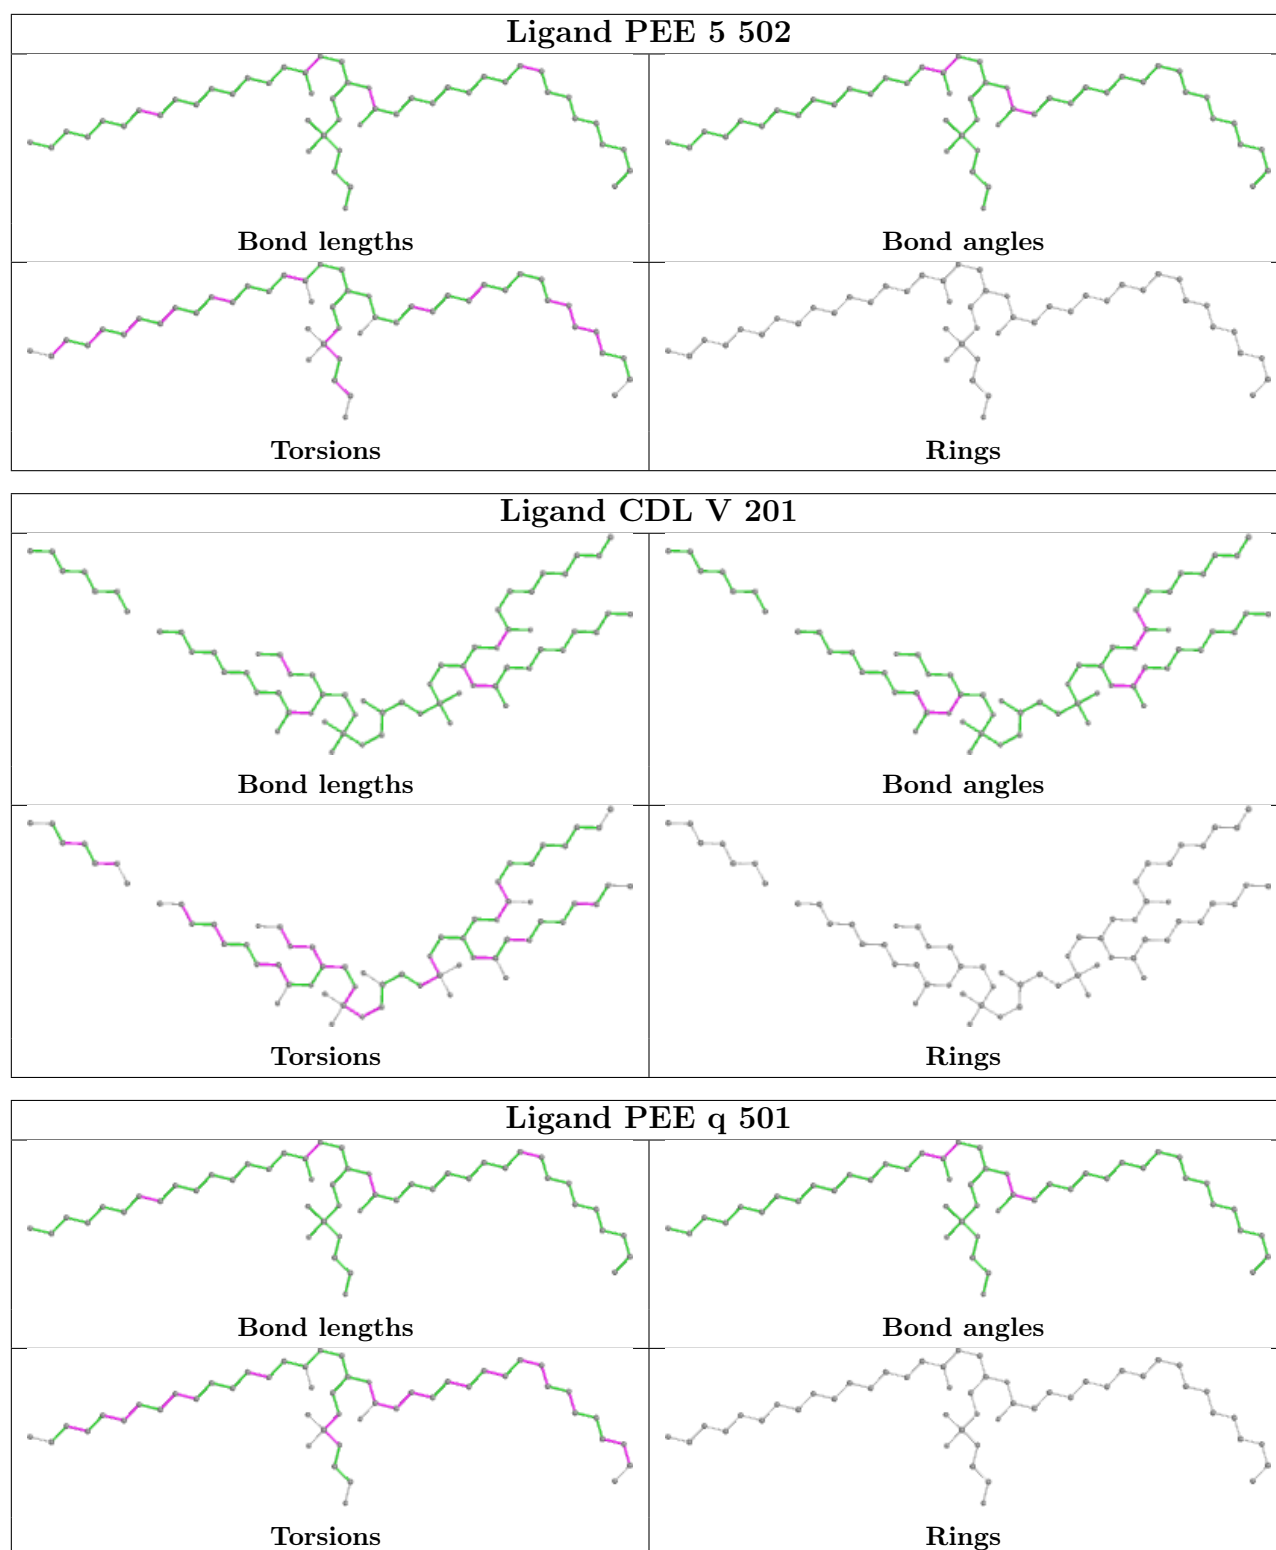 Ligand PEE 5 502
Bond lengths
Bond angles
Torsions
Rings
Ligand CDL V 201
Bond lengths
Bond angles
Torsions
Rings
Ligand PEE q 501
Bond lengths
Bond angles
Torsions
Rings